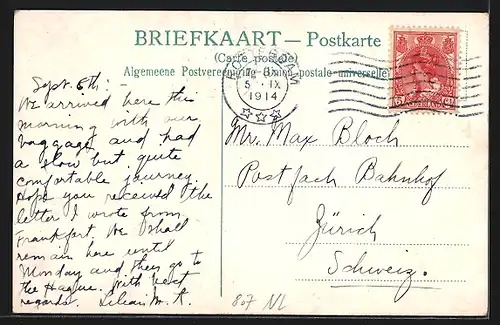 BRIEFKAART — Postkarte
(Carte postale)
Algemeene Postvereeniging (Union postale universelle)
5 IX
1914
Sept. 5th: –
We arrived here this
morning with our
baggage and had
a slow but quite
comfortable journey.
Hope you received the
letter I wrote from
Frankfort. We shall
remain here until
Monday and then go to
the Hague. With best
regards.
Mr. Max Bloch
Postfach Bahnhof
Zürich
Schweiz.
807 NL